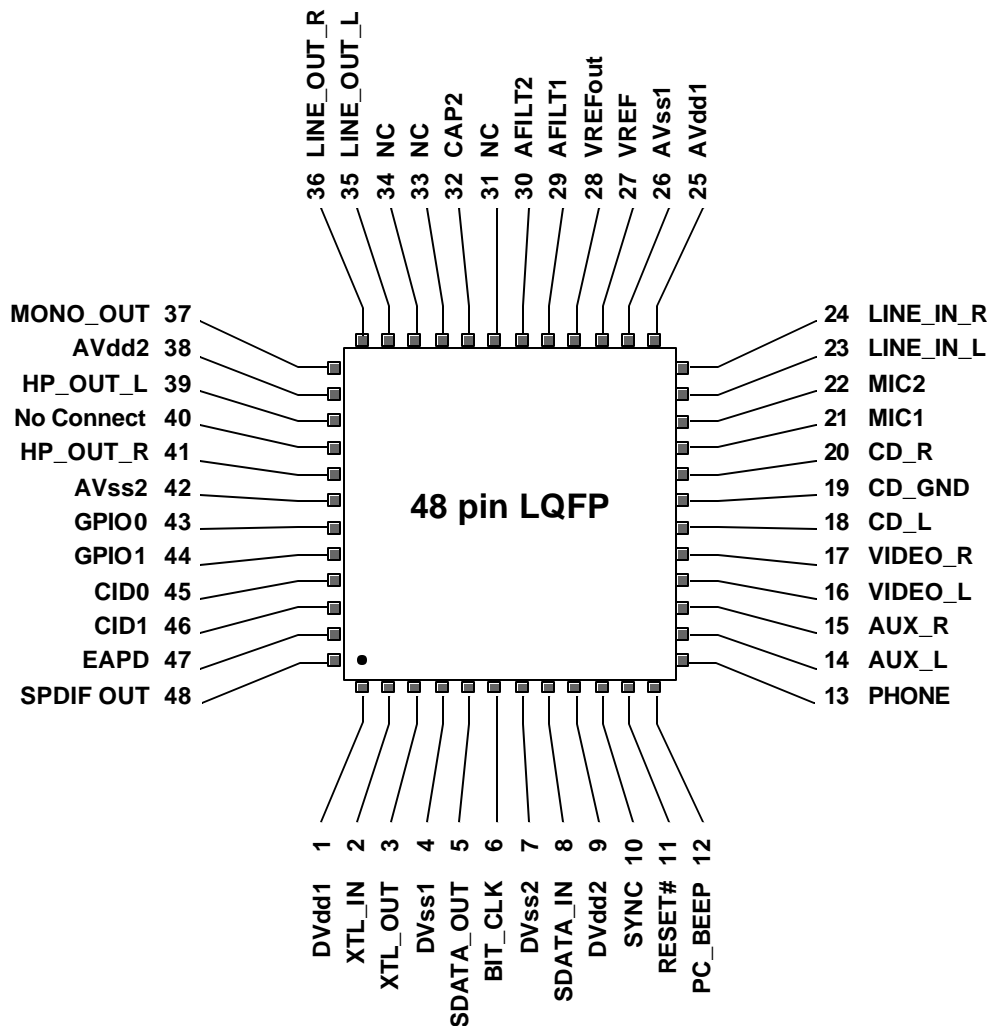 36 LINE_OUT_R
35 LINE_OUT_L
34 NC
33 NC
32 CAP2
31 NC
30 AFILT2
29 AFILT1
28 VREFout
27 VREF
26 AVss1
25 AVdd1
MONO_OUT 37
AVdd2 38
HP_OUT_L 39
No Connect 40
HP_OUT_R 41
AVss2 42
GPIO0 43
GPIO1 44
CID0 45
CID1 46
EAPD 47
SPDIF OUT 48
48 pin LQFP
24 LINE_IN_R
23 LINE_IN_L
22 MIC2
21 MIC1
20 CD_R
19 CD_GND
18 CD_L
17 VIDEO_R
16 VIDEO_L
15 AUX_R
14 AUX_L
13 PHONE
DVdd1 1
XTL_IN 2
XTL_OUT 3
DVss1 4
SDATA_OUT 5
BIT_CLK 6
DVss2 7
SDATA_IN 8
DVdd2 9
SYNC 10
RESET# 11
PC_BEEP 12